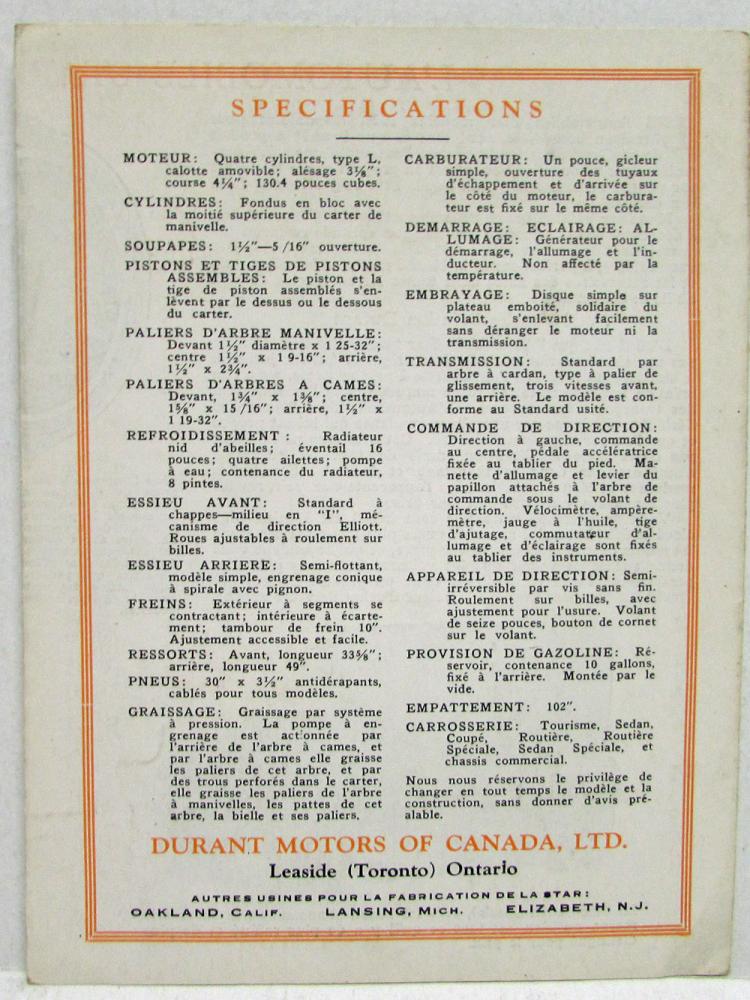 SPECIFICATIONS
MOTEUR: Quatre cylindres, type L,
calotte amovible; alésage 3⅛";
course 4¼"; 130.4 pouces cubes.
CYLINDRES: Fondus en bloc avec
la moitié supérieure du carter de
manivelle.
SOUPAPES: 1½"—5/16" ouverture.
PISTONS ET TIGES DE PISTONS
ASSEMBLES: Le piston et la
tige de piston assemblés s'en-
lèvent par le dessus ou le dessous
du carter.
PALIERS D'ARBRE MANIVELLE:
Devant 1½" diamètre x 1 25-32";
centre 1½" x 1 9-16"; arrière,
1½" x 2¾".
PALIERS D'ARBRES A CAMES:
Devant, 1¾" x 1⅜"; centre,
1⅝" x 15/16"; arrière, 1½" x
1 19-32".
REFROIDISSEMENT: Radiateur
nid d'abeilles; éventail 16
pouces; quatre ailettes; pompe
à eau; contenance du radiateur,
8 pintes.
ESSIEU AVANT: Standard à
chappes—milieu en "I", mé-
canisme de direction Elliott.
Roues ajustables à roulement sur
billes.
ESSIEU ARRIERE: Semi-flottant,
modèle simple, engrenage conique
à spirale avec pignon.
FREINS: Extérieur à segments se
contractant; intérieure à écarte-
ment; tambour de frein 10".
Ajustement accessible et facile.
RESSORTS: Avant, longueur 33⅝";
arrière, longueur 49".
PNEUS: 30" x 3½" antidérapants,
cablés pour tous modèles.
GRAISSAGE: Graissage par système
à pression. La pompe à en-
grenage est actionnée par
l'arrière de l'arbre à cames, et
par l'arbre à cames elle graisse
les paliers de cet arbre, et par
des trous perforés dans le carter,
elle graisse les paliers de l'arbre
à manivelles, les pattes de cet
arbre, la bielle et ses paliers.
CARBURATEUR: Un pouce, gicleur
simple, ouverture des tuyaux
d'échappement et d'arrivée sur
le côté du moteur, le carbura-
teur est fixé sur le même côté.
DEMARRAGE: ECLAIRAGE: AL-
LUMAGE: Générateur pour le
démarrage, l'allumage et l'in-
ducteur. Non affecté par la
température.
EMBRAYAGE: Disque simple sur
plateau emboité, solidaire du
volant, s'enlevant facilement
sans déranger le moteur ni la
transmission.
TRANSMISSION: Standard par
arbre à cardan, type à palier de
glissement, trois vitesses avant,
une arrière. Le modèle est con-
forme au Standard usité.
COMMANDE DE DIRECTION:
Direction à gauche, commande
au centre, pédale accélératrice
fixée au tablier du pied. Ma-
nette d'allumage et levier du
papillon attachés à l'arbre de
commande sous le volant de
direction. Vélocimètre, ampère-
mètre, jauge à l'huile, tige
d'ajutage, commutateur d'al-
lumage et d'éclairage sont fixés
au tablier des instruments.
APPAREIL DE DIRECTION: Semi-
irréversible par vis sans fin.
Roulement sur billes, avec
ajustement pour l'usure. Volant
de seize pouces, bouton de cornet
sur le volant.
PROVISION DE GAZOLINE: Ré-
servoir, contenance 10 gallons,
fixé à l'arrière. Montée par le
vide.
EMPATTEMENT: 102".
CARROSSERIE: Tourisme, Sedan,
Coupé, Routière, Routière
Spéciale, Sedan Spéciale, et
chassis commercial.
Nous nous réservons le privilège de
changer en tout temps le modèle et la
construction, sans donner d'avis pré-
alable.
DURANT MOTORS OF CANADA, LTD.
Leaside (Toronto) Ontario
AUTRES USINES POUR LA FABRICATION DE LA STAR:
OAKLAND, CALIF. LANSING, MICH. ELIZABETH, N.J.